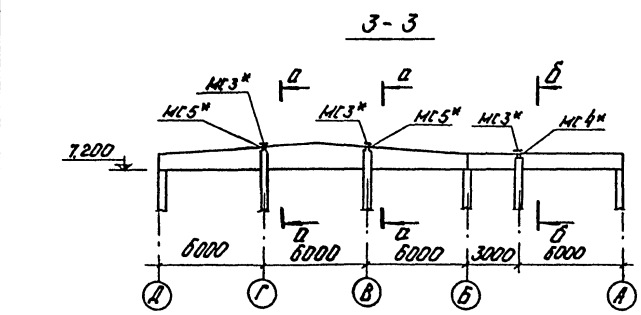 3-3
а а б
МС3* МС3* МС3*
МС5* МС5* МС4*
7,200
а а б
6000 6000 6000 3000 6000
Д Г В Б А